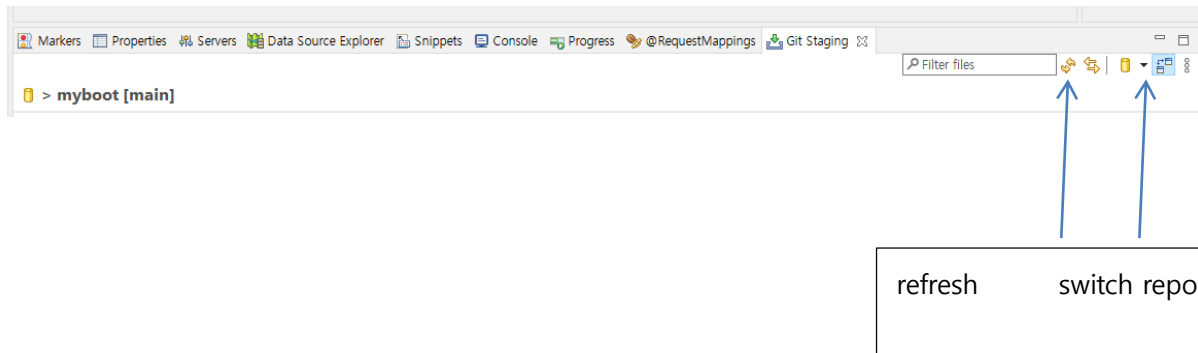 Markers Properties Servers Data Source Explorer Snippets Console Progress @RequestMappings Git Staging
Filter files
> myboot [main]
refresh switch repo